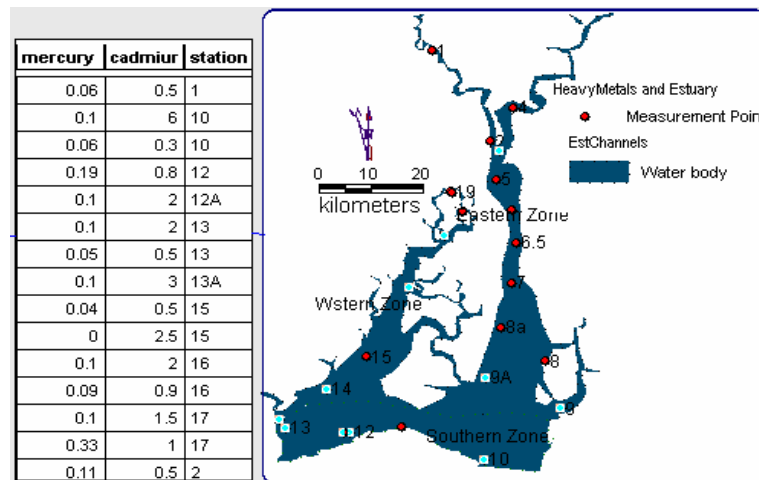 mercury cadmiur station
0.06 0.5 1
0.1 6 10
0.06 0.3 10
0.19 0.8 12
0.1 2 12A
0.1 2 13
0.05 0.5 13
0.1 3 13A
0.04 0.5 15
0 2.5 15
0.1 2 16
0.09 0.9 16
0.1 1.5 17
0.33 1 17
0.11 0.5 2
1
HeavyMetals and Estuary
4
Measurement Poin
2
EstChannels
Water body
0 10 20
kilometers
5
19
Eastern Zone
6.5
Wstern Zone
7
8a
15
8
14
9A
9
13
12
Southern Zone
10